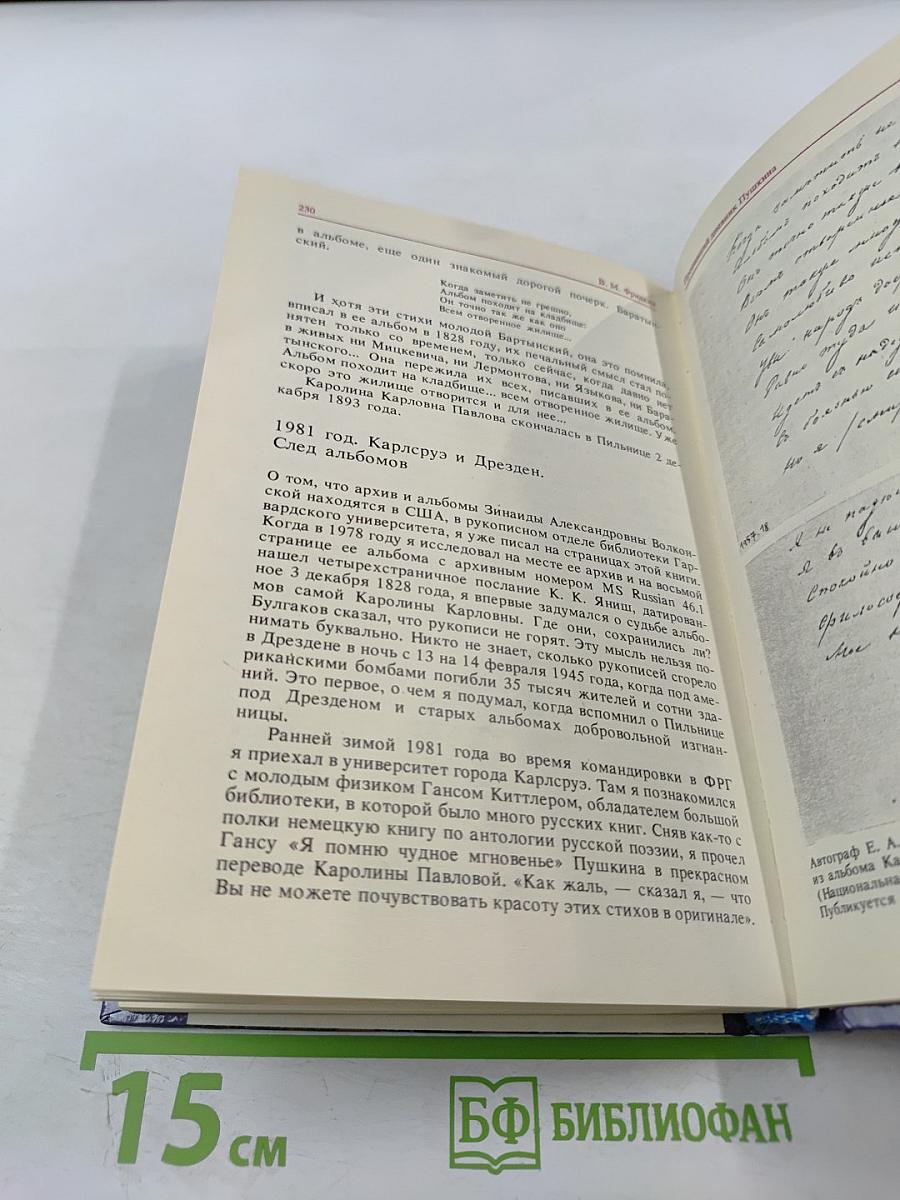 230
В. М. Фридкин
в альбоме, еще один знакомый дорогой почерк. Баратын-
ский.
Когда заметить не грешно,
Альбом походит на кладбище:
Он точно так же как оно
Всем отворенное жилище...
И хотя эти стихи молодой Бартынский, она это помнила,
вписал в ее альбом в 1828 году, их печальный смысл стал по-
нятен только со временем, только сейчас, когда давно нет
в живых ни Мицкевича, ни Лермонтова, ни Языкова, ни Бара-
тынского... Она пережила их всех, писавших в ее альбом.
Альбом походит на кладбище... всем отворенное жилище. Уже
скоро это жилище отворится и для нее...
Каролина Карловна Павлова скончалась в Пильнице 2 де-
кабря 1893 года.
1981 год. Карлсруэ и Дрезден.
След альбомов
О том, что архив и альбомы Зинаиды Александровны Волкон-
ской находятся в США, в рукописном отделе библиотеки Гар-
вардского университета, я уже писал на страницах этой книги.
Когда в 1978 году я исследовал на месте ее архив и на восьмой
странице ее альбома с архивным номером MS Russian 46.1
нашел четырехстраничное послание К. К. Яниш, датирован-
ное 3 декабря 1828 года, я впервые задумался о судьбе альбо-
мов самой Каролины Карловны. Где они, сохранились ли?
Булгаков сказал, что рукописи не горят. Эту мысль нельзя по-
нимать буквально. Никто не знает, сколько рукописей сгорело
в Дрездене в ночь с 13 на 14 февраля 1945 года, когда под аме-
риканскими бомбами погибли 35 тысяч жителей и сотни зда-
ний. Это первое, о чем я подумал, когда вспомнил о Пильнице
под Дрезденом и старых альбомах добровольной изгнан-
ницы.
Ранней зимой 1981 года во время командировки в ФРГ
я приехал в университет города Карлсруэ. Там я познакомился
с молодым физиком Гансом Киттлером, обладателем большой
библиотеки, в которой было много русских книг. Сняв как-то с
полки немецкую книгу по антологии русской поэзии, я прочел
Гансу «Я помню чудное мгновенье» Пушкина в прекрасном
переводе Каролины Павловой. «Как жаль, — сказал я, — что
Вы не можете почувствовать красоту этих стихов в оригинале».
дневник Пушкина
Автограф Е. А.
из альбома Ка
(Национальна
Публикуется
15 см
БФ БИБЛИОФАН